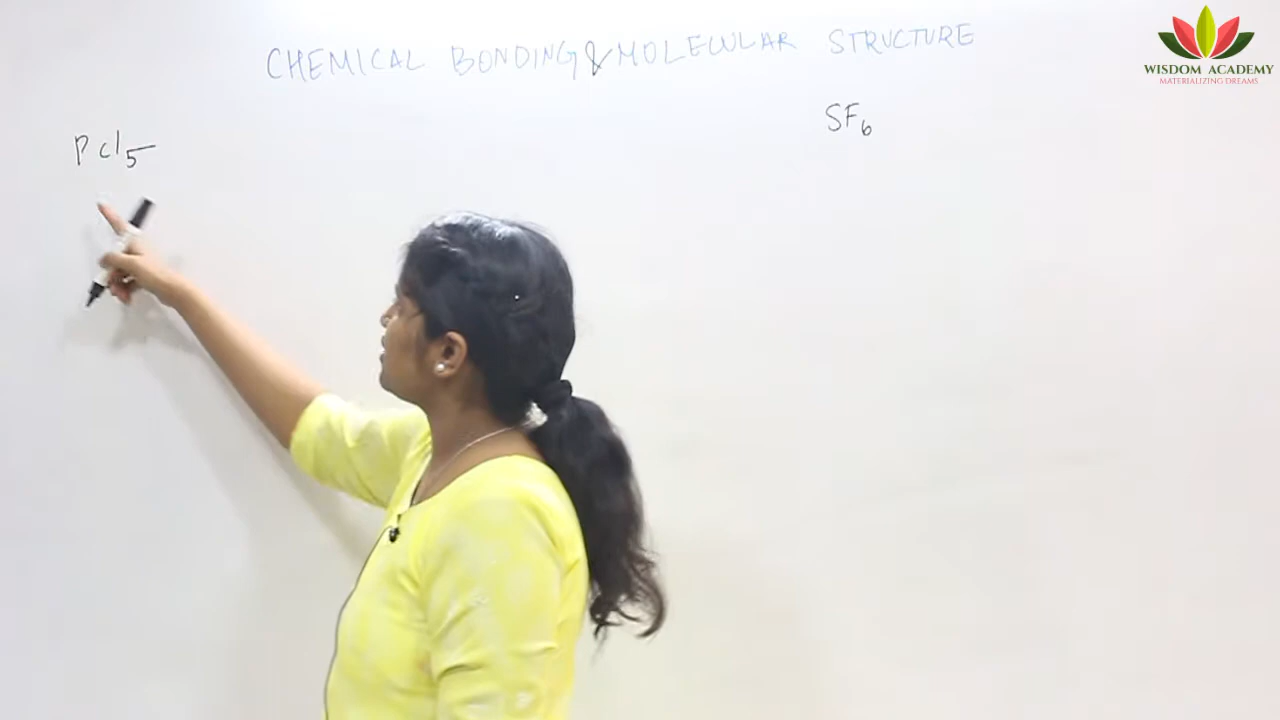 CHEMICAL BONDING & MOLECULAR STRUCTURE
WISDOM ACADEMY
MATERIALIZING DREAMS
SF6
PCl5